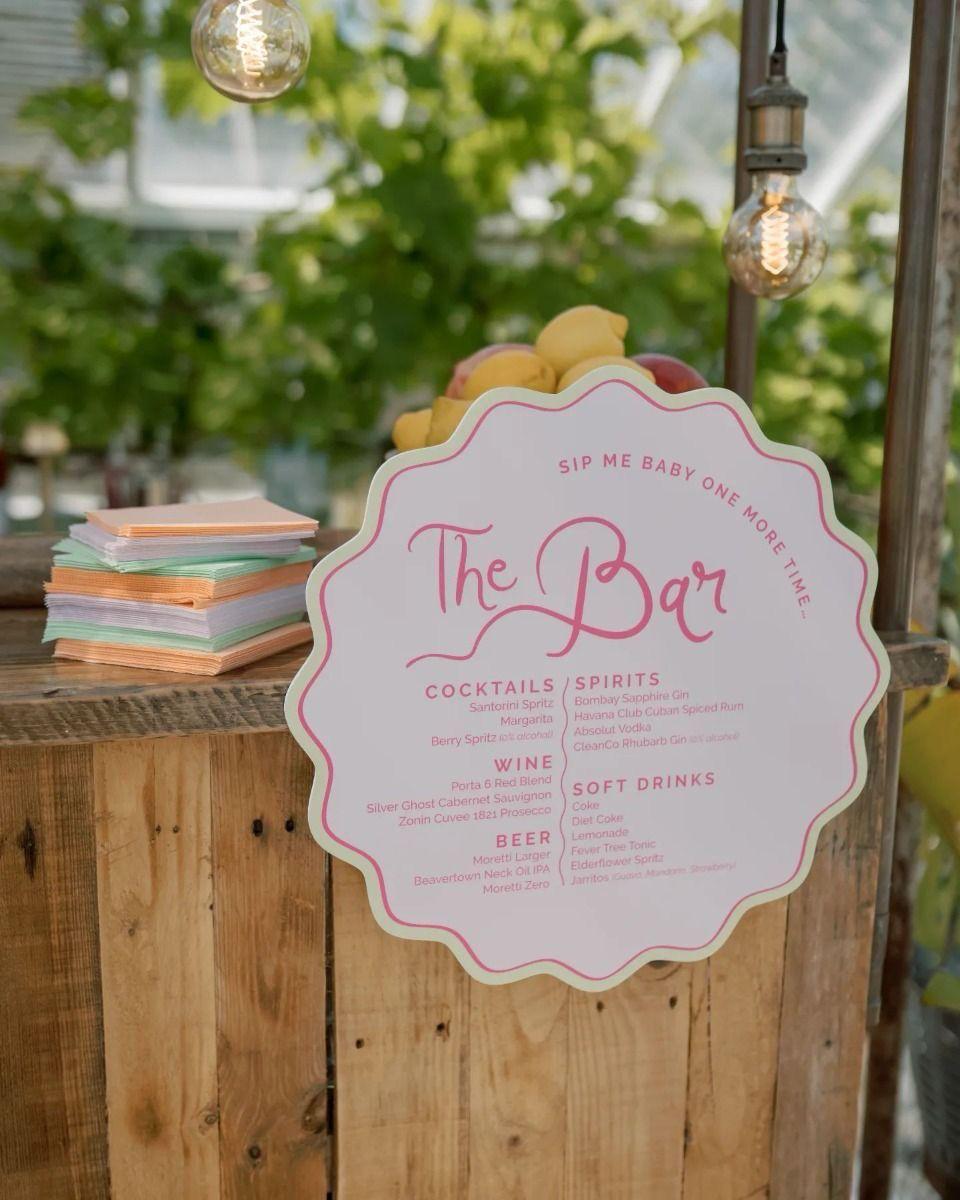 SIP ME BABY ONE MORE TIME...
The Bar
COCKTAILS
Santorini Spritz
Margarita
Berry Spritz (0% alcohol)
WINE
Porta 6 Red Blend
Silver Ghost Cabernet Sauvignon
Zonin Cuvee 1821 Prosecco
BEER
Moretti Larger
Beavertown Neck Oil IPA
Moretti Zero
SPIRITS
Bombay Sapphire Gin
Havana Club Cuban Spiced Rum
Absolut Vodka
CleanCo Rhubarb Gin (0% alcohol)
SOFT DRINKS
Coke
Diet Coke
Lemonade
Fever Tree Tonic
Elderflower Spritz
Jarritos (Guava, Mandarin, Strawberry)